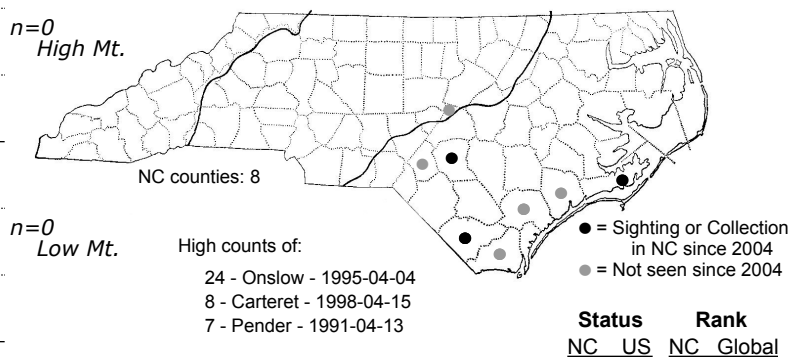 n=0
High Mt.
NC counties: 8
n=0
Low Mt.
High counts of:
24 - Onslow - 1995-04-04
8 - Carteret - 1998-04-15
7 - Pender - 1991-04-13
= Sighting or Collection
in NC since 2004
= Not seen since 2004
Status Rank
NC US NC Global